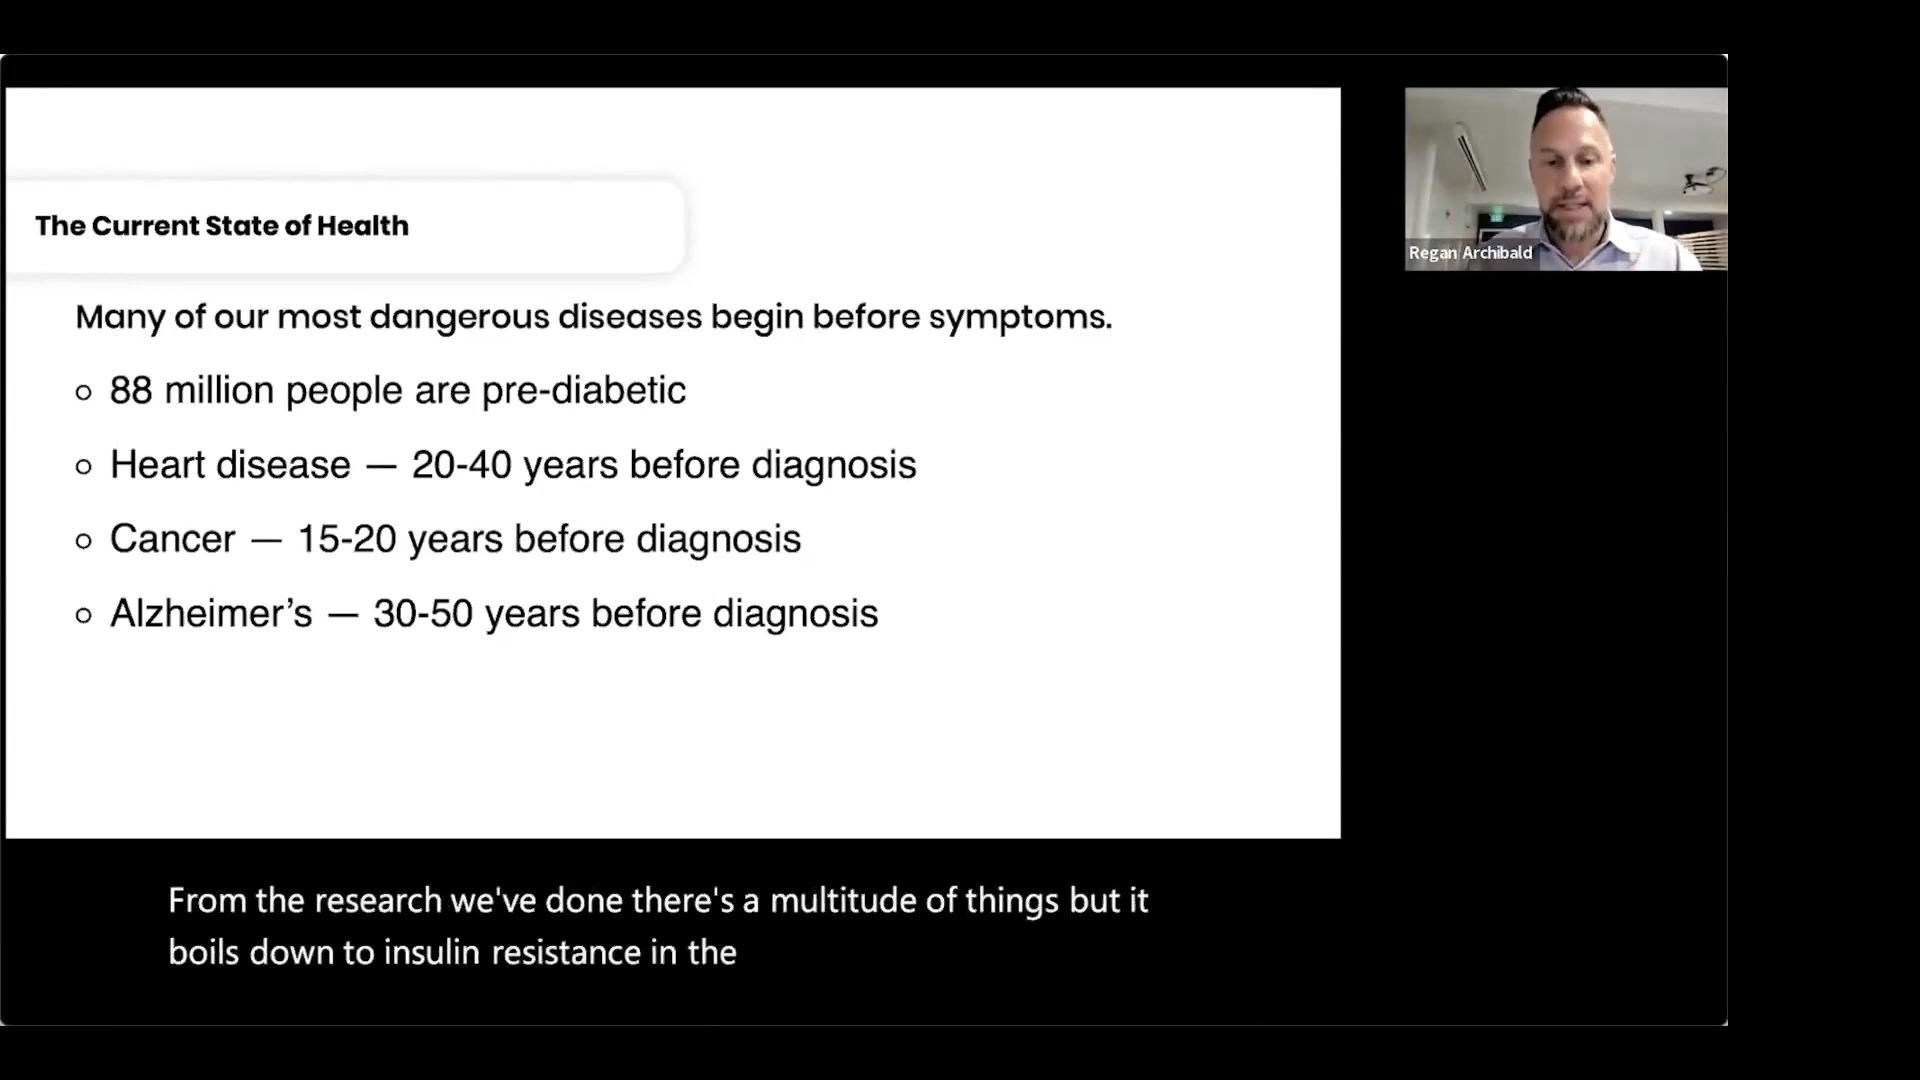 The Current State of Health
Many of our most dangerous diseases begin before symptoms.
88 million people are pre-diabetic
Heart disease — 20-40 years before diagnosis
Cancer — 15-20 years before diagnosis
Alzheimer’s — 30-50 years before diagnosis
Regan Archibald
From the research we've done there's a multitude of things but it
boils down to insulin resistance in the